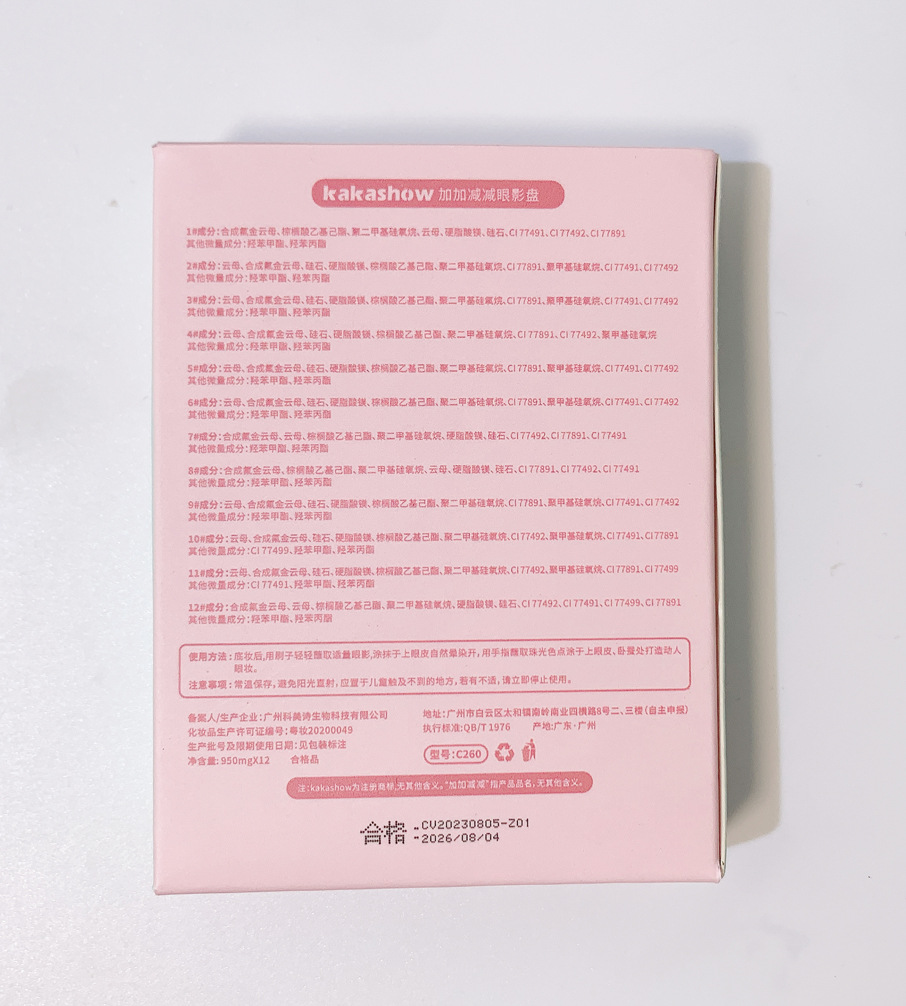 kakashow 加加减减眼影盘
1#成分:合成氟金云母、棕榈酸乙基己酯、聚二甲基硅氧烷、云母、硬脂酸镁、硅石、CI 77491、CI 77492、CI 77891
其他微量成分:羟苯甲酯、羟苯丙酯
2#成分:云母、合成氟金云母、硅石、硬脂酸镁、棕榈酸乙基己酯、聚二甲基硅氧烷、CI 77891、聚甲基硅氧烷、CI 77491、CI 77492
其他微量成分:羟苯甲酯、羟苯丙酯
3#成分:云母、合成氟金云母、硅石、硬脂酸镁、棕榈酸乙基己酯、聚二甲基硅氧烷、CI 77891、聚甲基硅氧烷、CI 77491、CI 77492
其他微量成分:羟苯甲酯、羟苯丙酯
4#成分:云母、合成氟金云母、硅石、硬脂酸镁、棕榈酸乙基己酯、聚二甲基硅氧烷、CI 77891、CI 77492、聚甲基硅氧烷
其他微量成分:羟苯甲酯、羟苯丙酯
5#成分:云母、合成氟金云母、硅石、硬脂酸镁、棕榈酸乙基己酯、聚二甲基硅氧烷、CI 77891、聚甲基硅氧烷、CI 77491、CI 77492
其他微量成分:羟苯甲酯、羟苯丙酯
6#成分:云母、合成氟金云母、硅石、硬脂酸镁、棕榈酸乙基己酯、聚二甲基硅氧烷、CI 77891、聚甲基硅氧烷、CI 77491、CI 77492
其他微量成分:羟苯甲酯、羟苯丙酯
7#成分:合成氟金云母、云母、棕榈酸乙基己酯、聚二甲基硅氧烷、硬脂酸镁、硅石、CI 77492、CI 77891、CI 77491
其他微量成分:羟苯甲酯、羟苯丙酯
8#成分:合成氟金云母、棕榈酸乙基己酯、聚二甲基硅氧烷、云母、硬脂酸镁、硅石、CI 77891、CI 77492、CI 77491
其他微量成分:羟苯甲酯、羟苯丙酯
9#成分:云母、合成氟金云母、硅石、硬脂酸镁、棕榈酸乙基己酯、聚二甲基硅氧烷、CI 77891、聚甲基硅氧烷、CI 77491、CI 77492
其他微量成分:羟苯甲酯、羟苯丙酯
10#成分:云母、合成氟金云母、硅石、硬脂酸镁、棕榈酸乙基己酯、聚二甲基硅氧烷、CI 77492、聚甲基硅氧烷、CI 77491、CI 77891
其他微量成分:CI 77499、羟苯甲酯、羟苯丙酯
11#成分:云母、合成氟金云母、硅石、硬脂酸镁、棕榈酸乙基己酯、聚二甲基硅氧烷、CI 77492、聚甲基硅氧烷、CI 77891、CI 77499
其他微量成分:CI 77491、羟苯甲酯、羟苯丙酯
12#成分:合成氟金云母、云母、棕榈酸乙基己酯、聚二甲基硅氧烷、硬脂酸镁、硅石、CI 77492、CI 77491、CI 77499、CI 77891
其他微量成分:羟苯甲酯、羟苯丙酯
使用方法:底妆后,用刷子轻轻蘸取适量眼影,涂抹于上眼皮自然晕染开,用手指蘸取珠光色点涂于上眼皮、卧蚕处打造动人
眼妆。
注意事项:常温保存,避免阳光直射,应置于儿童触及不到的地方,若有不适,请立即停止使用。
备案人/生产企业:广州科美诗生物科技有限公司
化妆品生产许可证编号:粤妆20200049
生产批号及限期使用日期:见包装标注
净含量:950mgX12 合格品
地址:广州市白云区太和镇南岭南业四横路8号二、三楼(自主申报)
执行标准:QB/T 1976 产地:广东·广州
型号:C260
注:kakashow为注册商标,无其他含义。"加加减减"指产品品名,无其他含义。
合格 :CV20230805-Z01
:2026/08/04